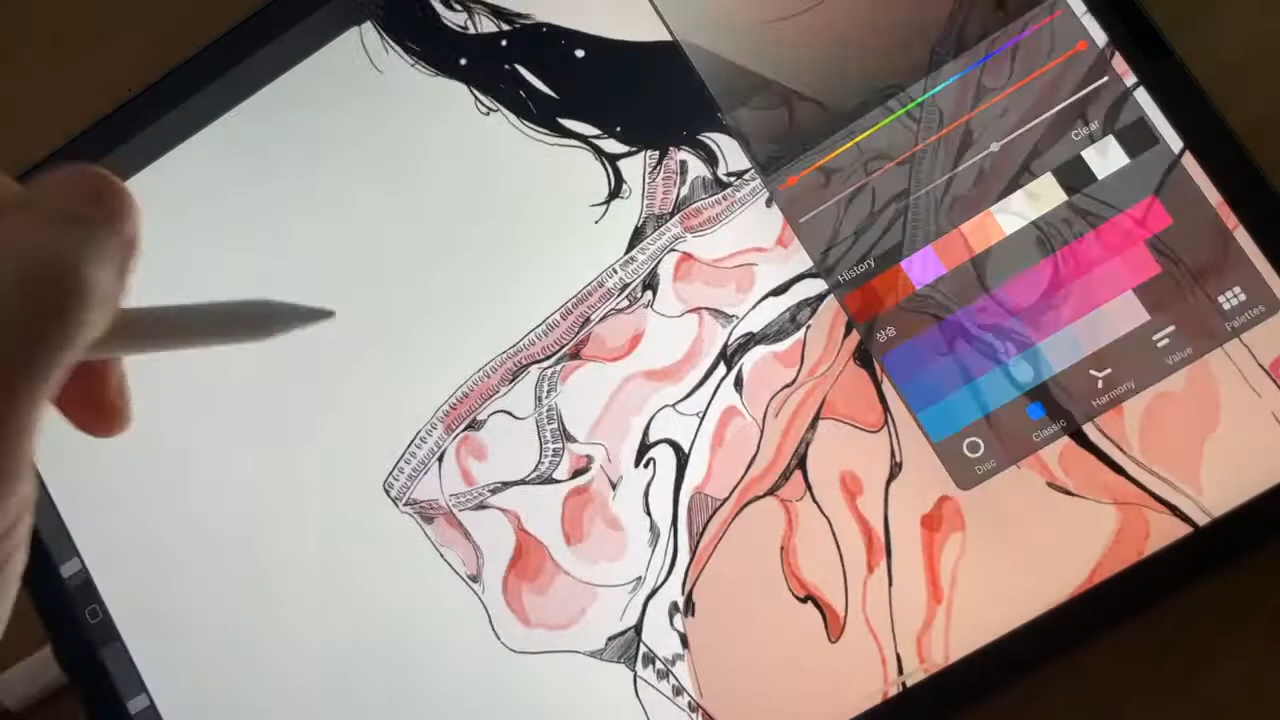 Clear
History
상승
Disc
Classic
Harmony
Value
Palettes